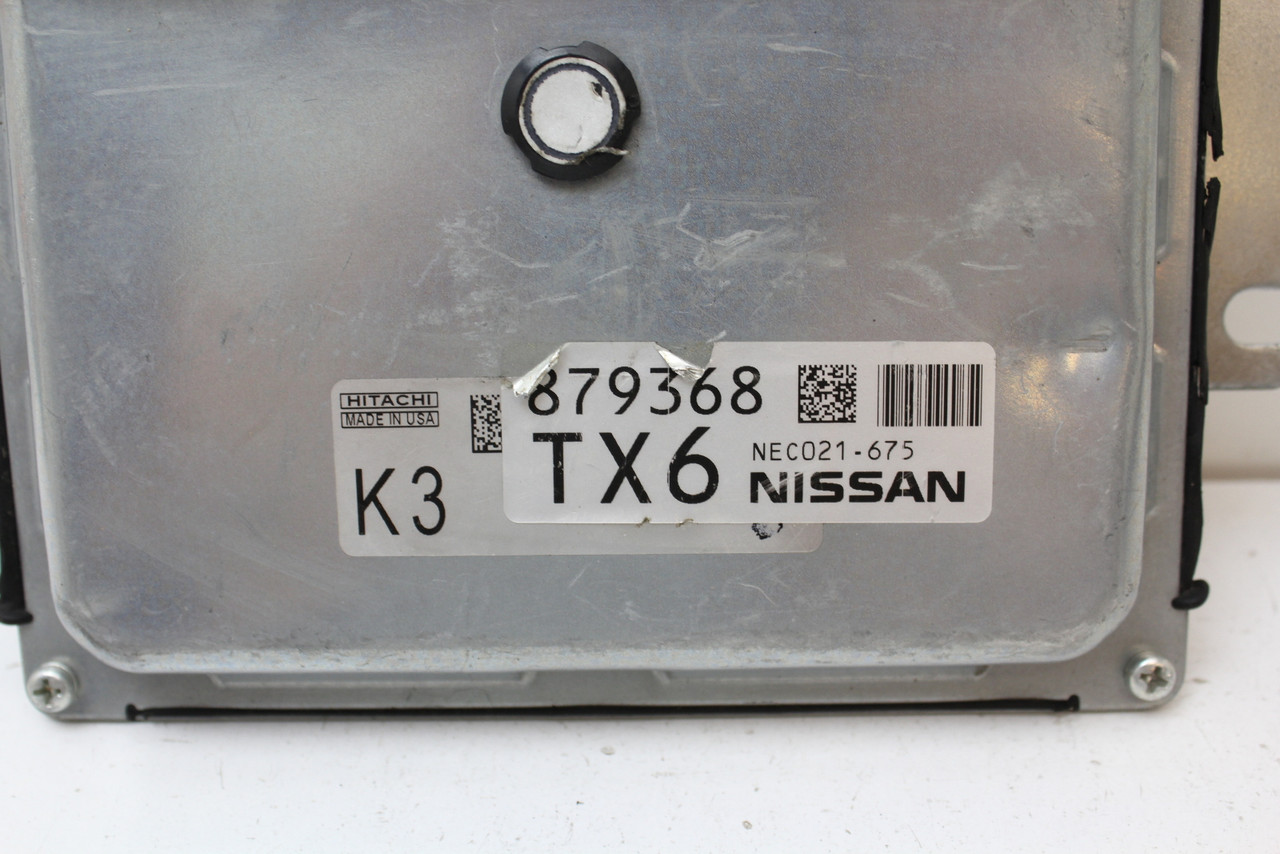 HITACHI
MADE IN USA
K3
879368
TX6
NEC021-675
NISSAN